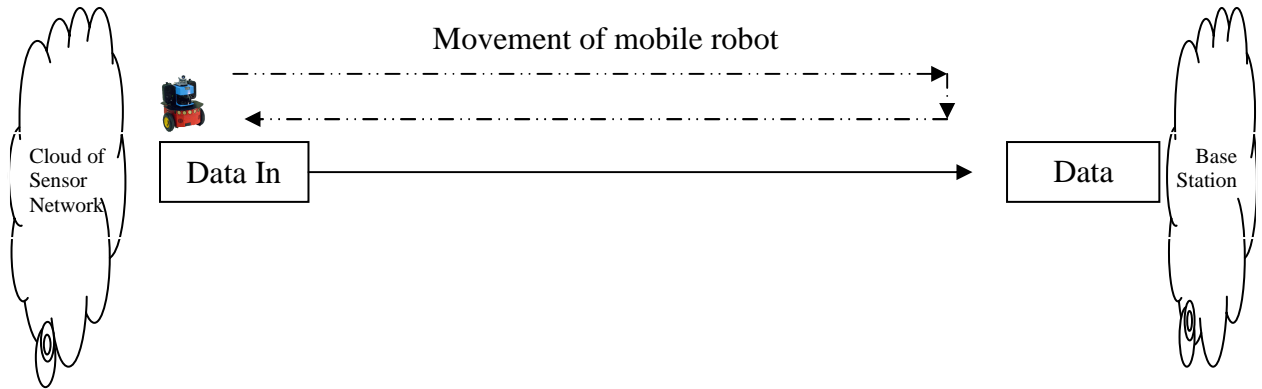 Movement of mobile robot
Cloud of
Sensor
Network
Data In
Data
Base
Station